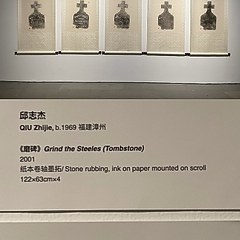 邱志杰
QIU Zhijie, b.1969 福建漳州
《磨碑》Grind the Steeles (Tombstone)
2001
纸本卷轴墨拓/ Stone rubbing, ink on paper mounted on scroll
122×63cm×4